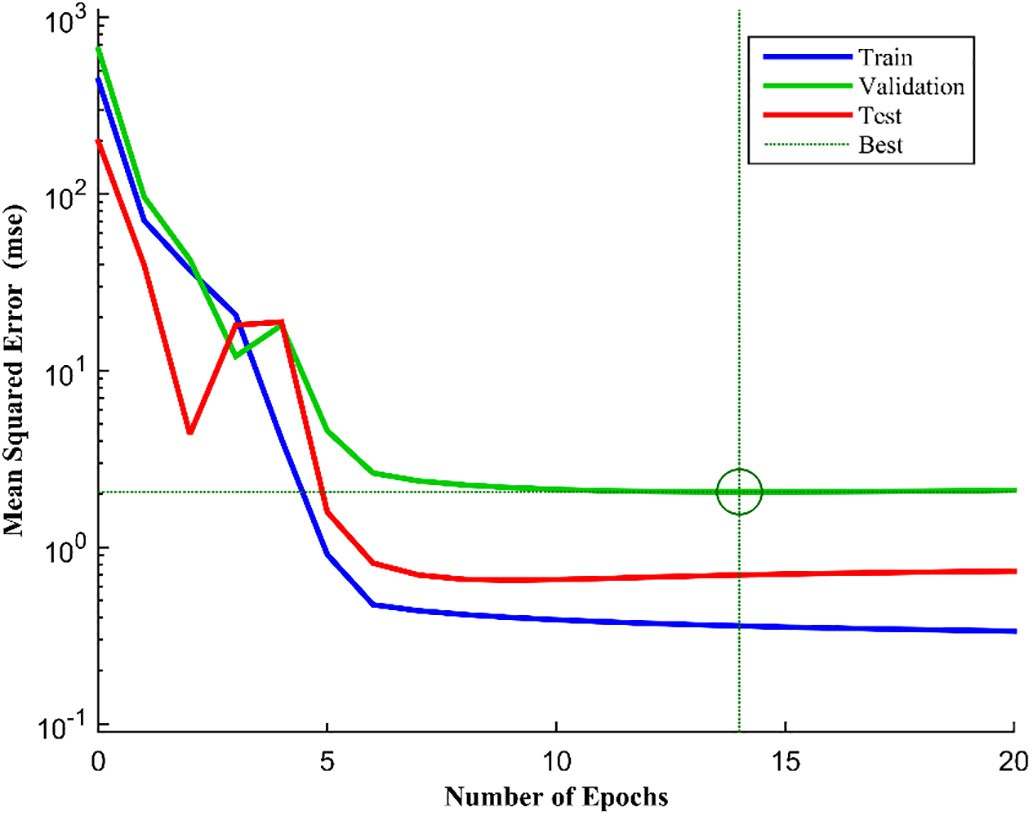 10^3
10^2
10^1
10^0
10^-1
Mean Squared Error (mse)
Train
Validation
Test
Best
0
5
10
15
20
Number of Epochs